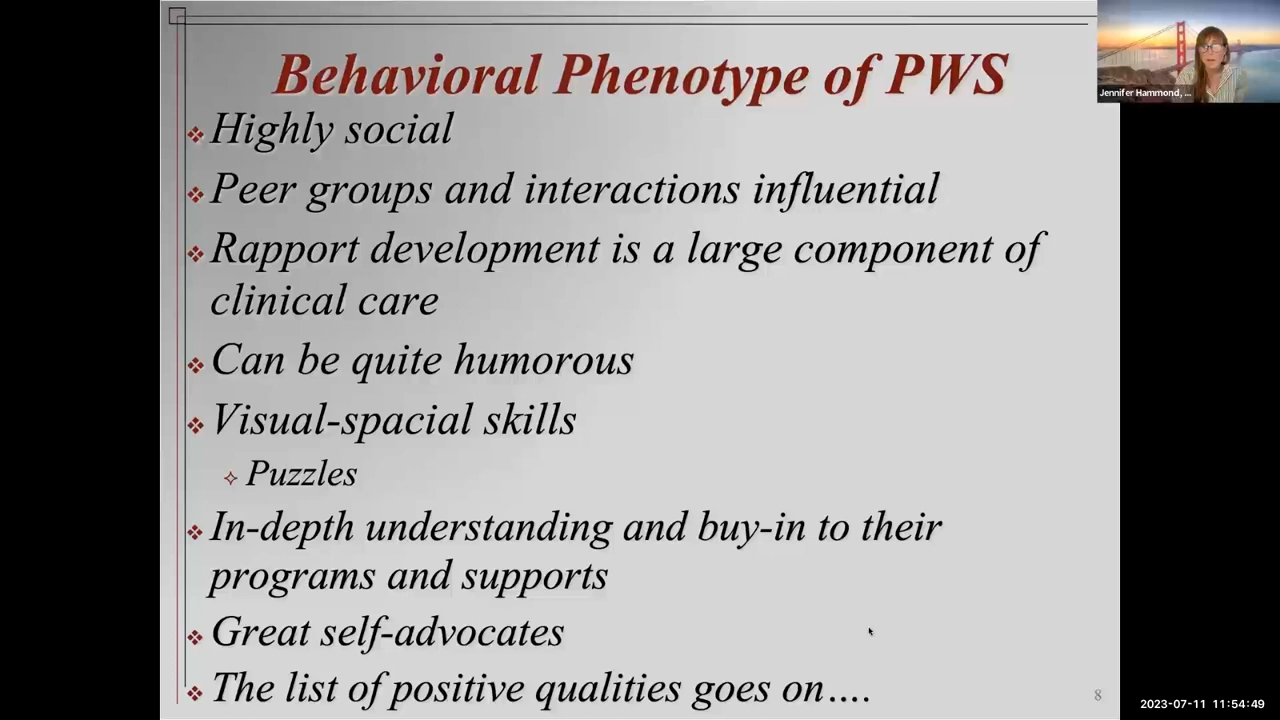 Behavioral Phenotype of PWS
Jennifer Hammond, ...
Highly social
Peer groups and interactions influential
Rapport development is a large component of
clinical care
Can be quite humorous
Visual-spacial skills
Puzzles
In-depth understanding and buy-in to their
programs and supports
Great self-advocates
The list of positive qualities goes on....
8
2023-07-11 11:54:49